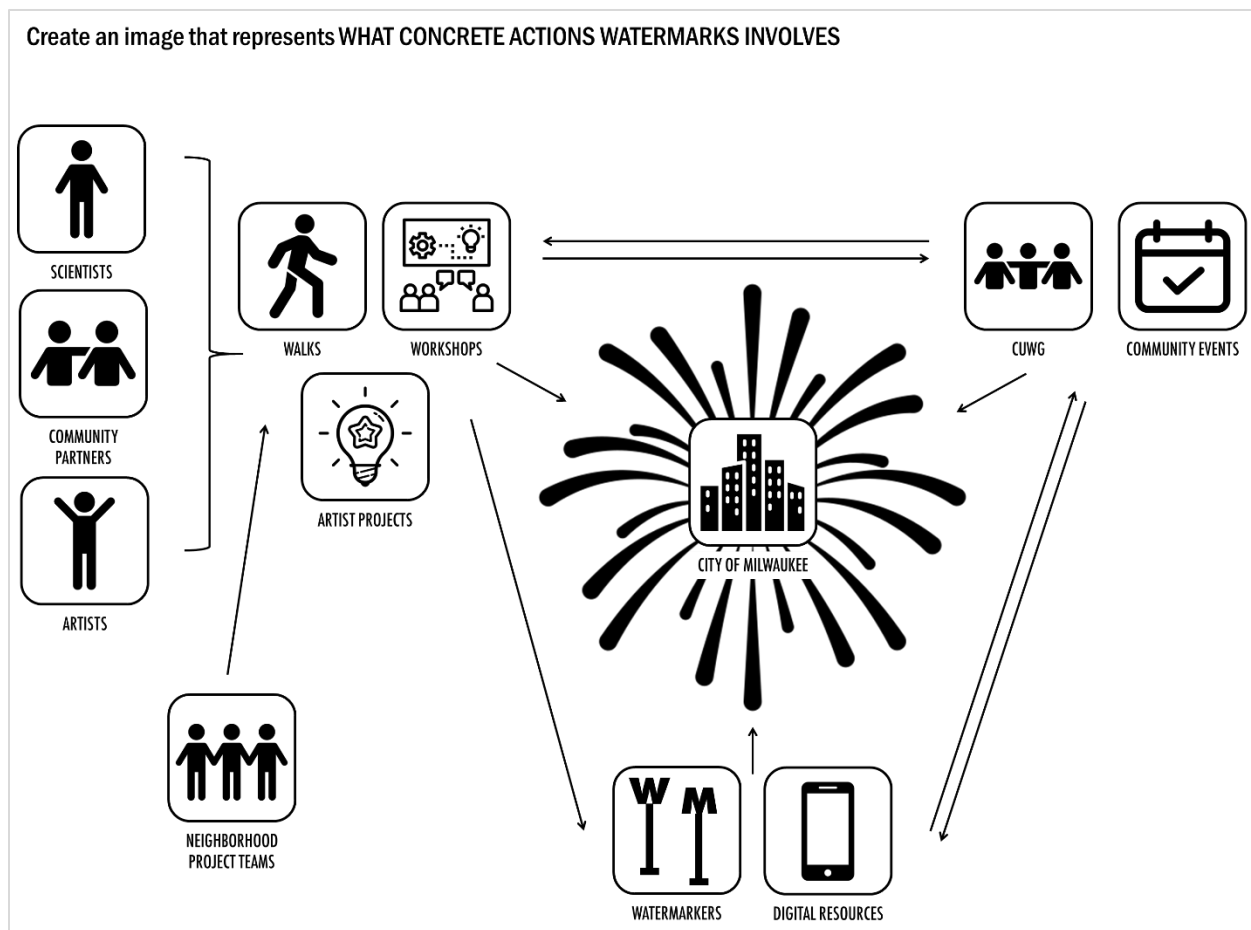 Create an image that represents WHAT CONCRETE ACTIONS WATERMARKS INVOLVES
SCIENTISTS
COMMUNITY
PARTNERS
ARTISTS
WALKS
WORKSHOPS
ARTIST PROJECTS
NEIGHBORHOOD
PROJECT TEAMS
CITY OF MILWAUKEE
CUWG
COMMUNITY EVENTS
W M
WATERMARKERS
DIGITAL RESOURCES